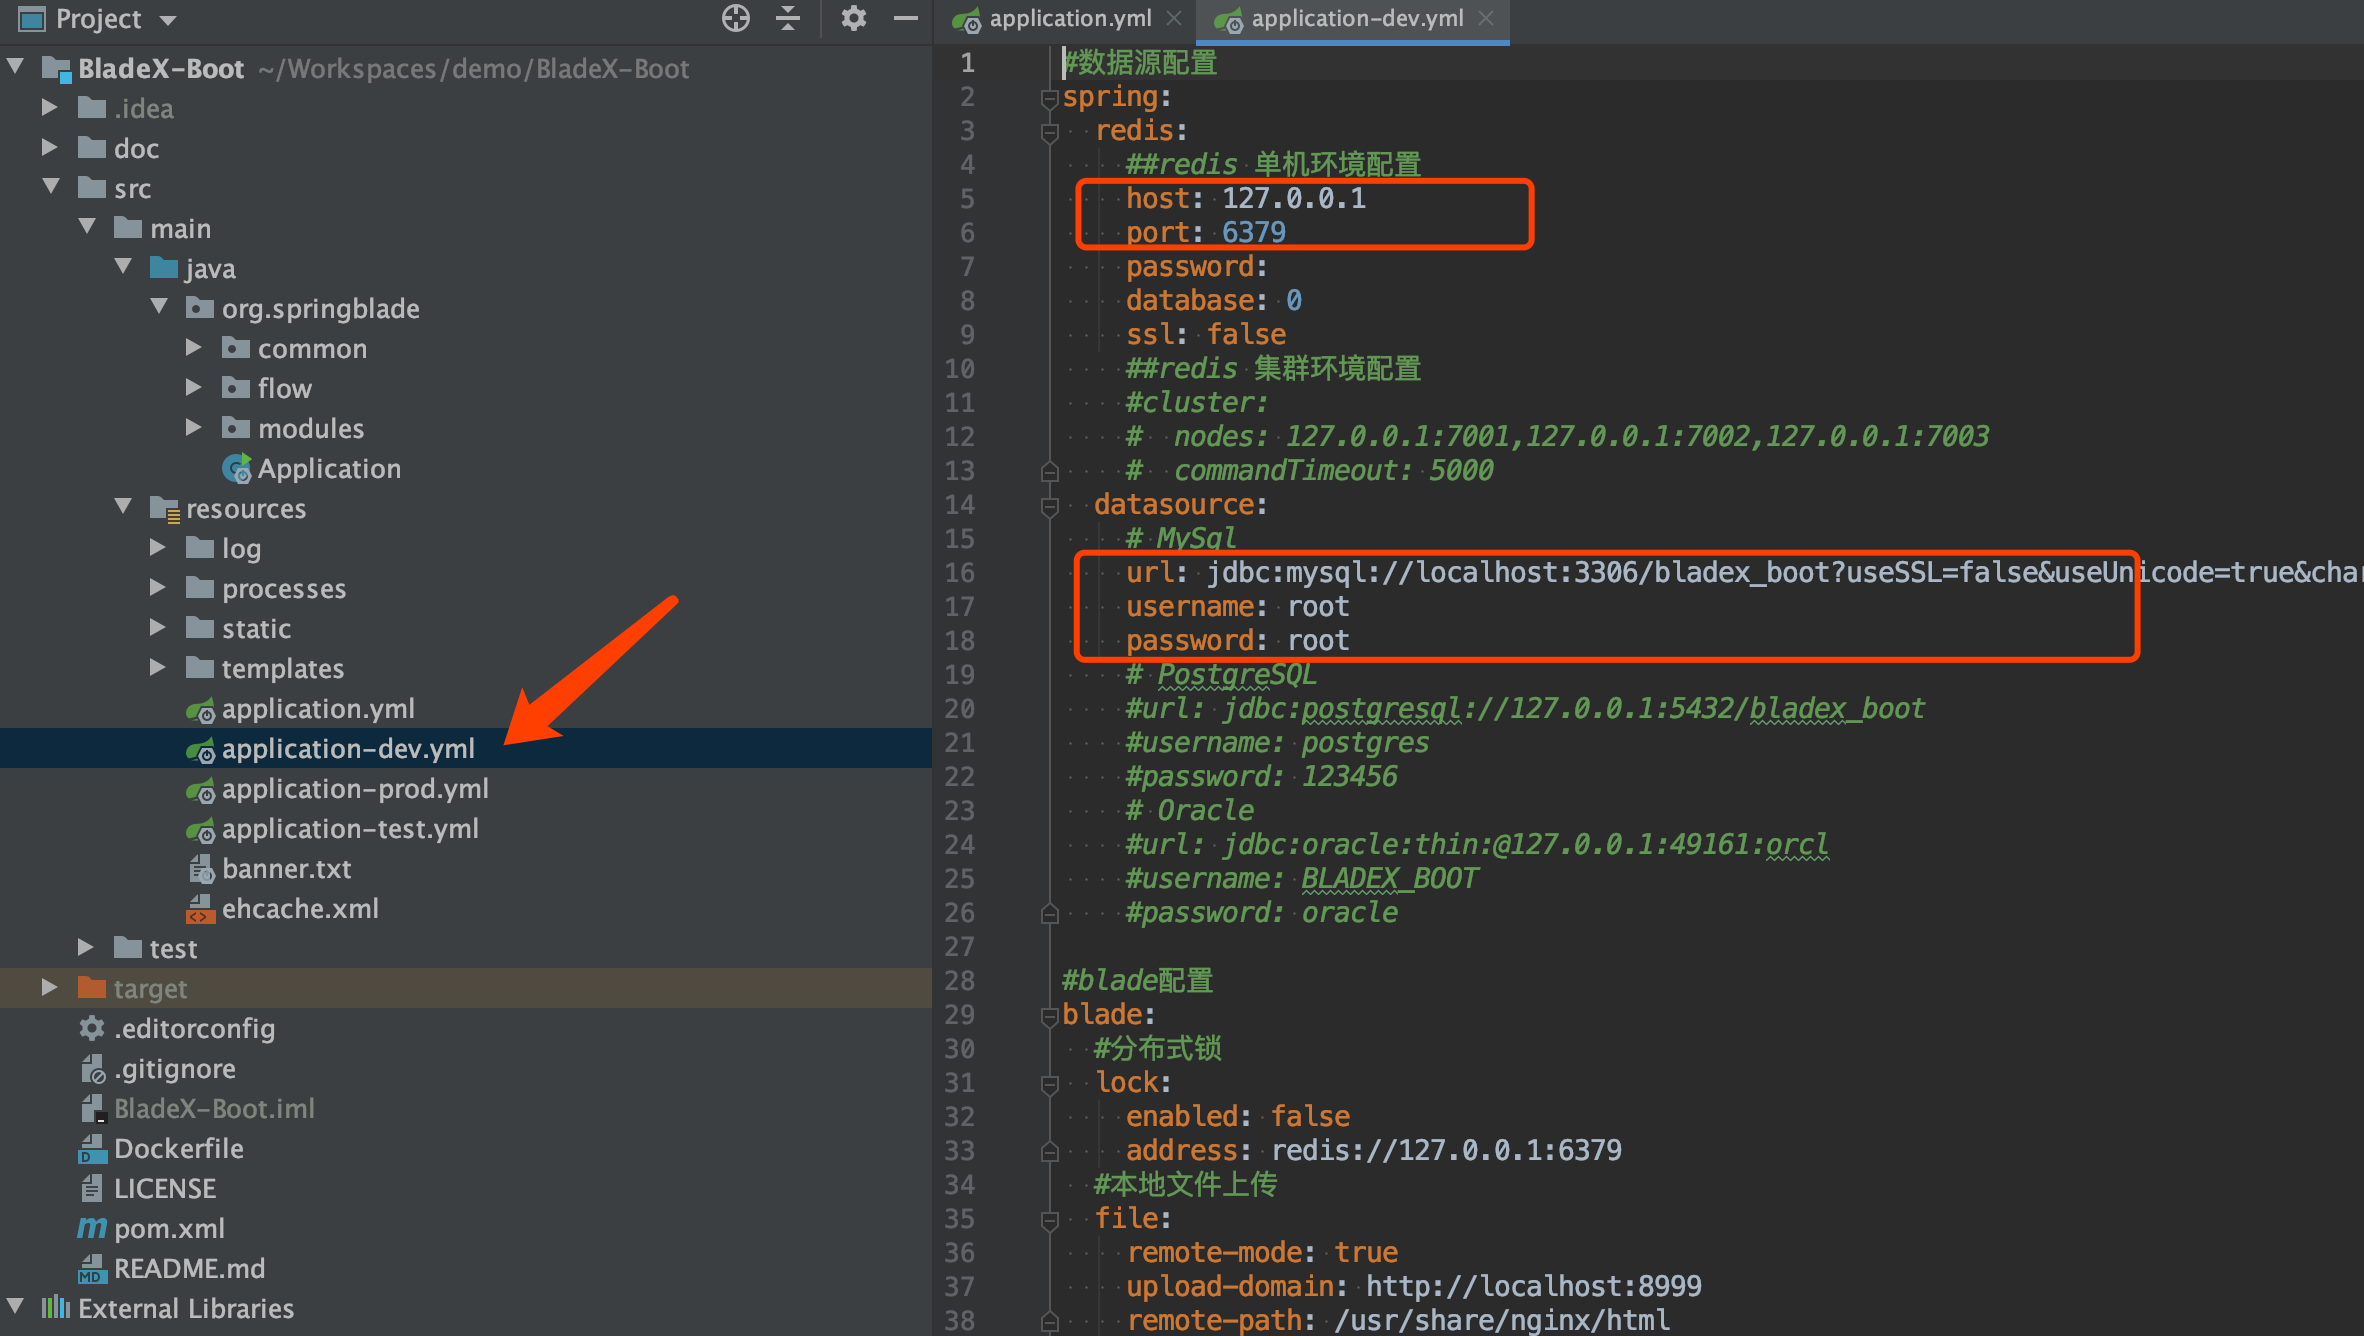 Project
BladeX-Boot ~/Workspaces/demo/BladeX-Boot
.idea
doc
src
main
java
org.springblade
common
flow
modules
Application
resources
log
processes
static
templates
application.yml
application-dev.yml
application-prod.yml
application-test.yml
banner.txt
ehcache.xml
test
target
.editorconfig
.gitignore
BladeX-Boot.iml
Dockerfile
LICENSE
pom.xml
README.md
External Libraries
application.yml
application-dev.yml
1 #数据源配置
2 spring:
3 redis:
4 ##redis 单机环境配置
5 host: 127.0.0.1
6 port: 6379
7 password:
8 database: 0
9 ssl: false
10 ##redis 集群环境配置
11 #cluster:
12 # nodes: 127.0.0.1:7001,127.0.0.1:7002,127.0.0.1:7003
13 # commandTimeout: 5000
14 datasource:
15 # MySql
16 url: jdbc:mysql://localhost:3306/bladex_boot?useSSL=false&useUnicode=true&char
17 username: root
18 password: root
19 # PostgreSQL
20 #url: jdbc:postgresql://127.0.0.1:5432/bladex_boot
21 #username: postgres
22 #password: 123456
23 # Oracle
24 #url: jdbc:oracle:thin:@127.0.0.1:49161:orcl
25 #username: BLADEX_BOOT
26 #password: oracle
27
28 #blade配置
29 blade:
30 #分布式锁
31 lock:
32 enabled: false
33 address: redis://127.0.0.1:6379
34 #本地文件上传
35 file:
36 remote-mode: true
37 upload-domain: http://localhost:8999
38 remote-path: /usr/share/nginx/html